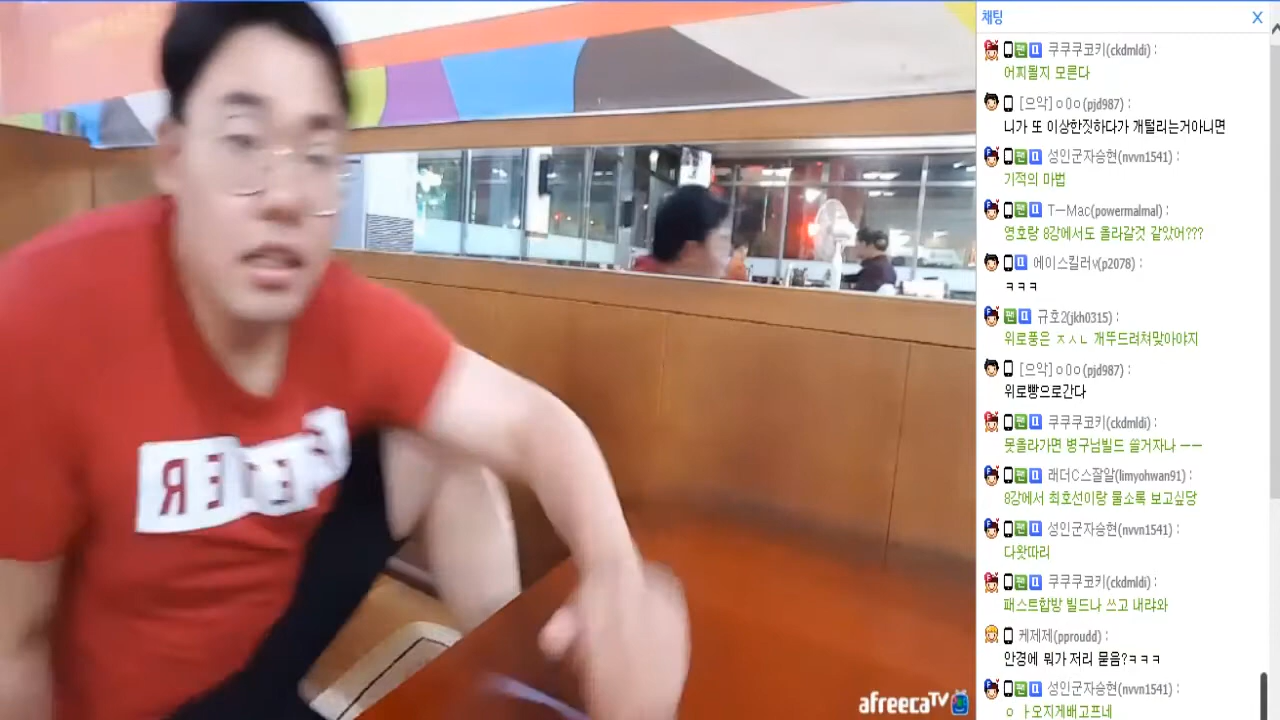 채팅
쿠쿠쿠코키(ckdmldi) :
어찌될지 모른다
[으악]ㅇ0ㅇ(pjd987) :
니가 또 이상한짓하다가 개털리는거아니면
성인군자승현(nvvn1541) :
기적의 마법
T-Mac(powermalmal) :
영호랑 8강에서도 올라갈것 같았어???
에이스킬러v(p2078) :
ㅋㅋㅋ
규호2(jkh0315) :
위로풍은 ㅈㅅㄴ 개뚜드려쳐맞아야지
[으악]ㅇ0ㅇ(pjd987) :
위로빵으로간다
쿠쿠쿠코키(ckdmldi) :
못올라가면 병구넘빌드 쓸거자나 ㅡㅡ
래더C스잘알(limyohwan91) :
8강에서 최호선이랑 물소록 보고싶당
성인군자승현(nvvn1541) :
다왓따리
쿠쿠쿠코키(ckdmldi) :
패스트합방 빌드나 쓰고 내랴와
케제제(pproudd) :
안경에 뭐가 저리 묻음?ㅋㅋㅋ
성인군자승현(nvvn1541) :
ㅇ ㅏ오지게배고프네
afreecaTV